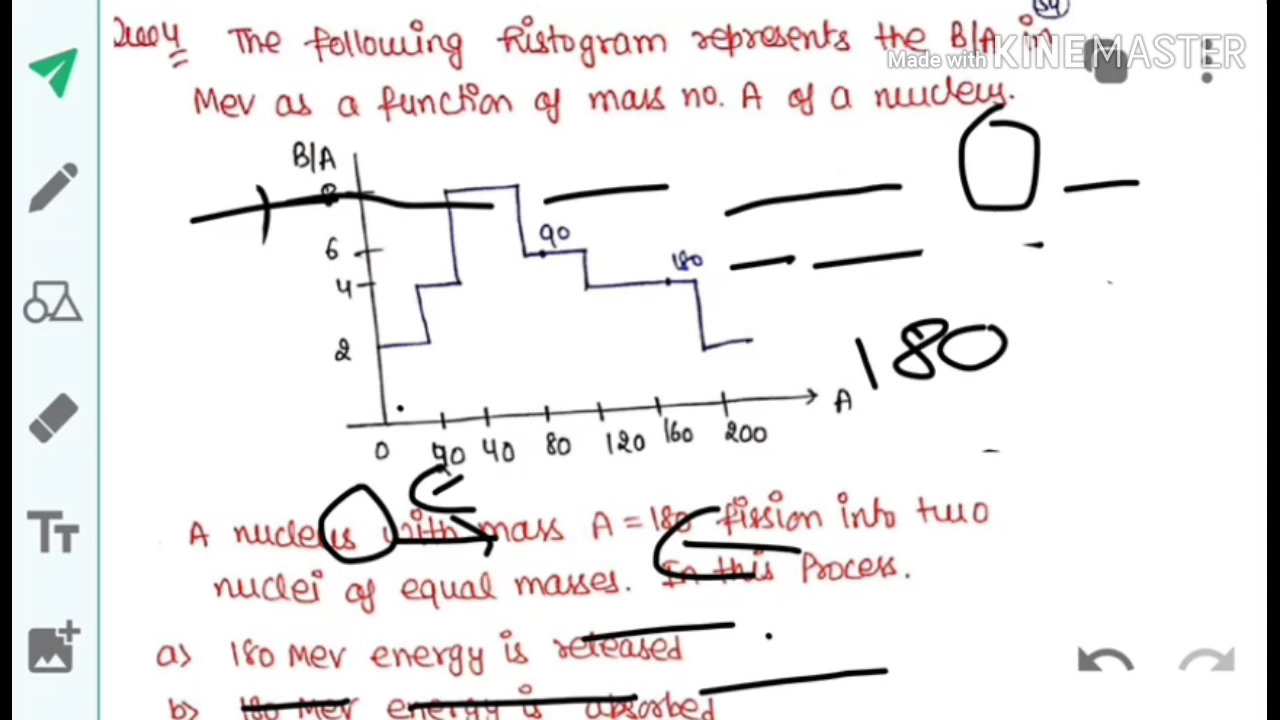 The following histogram represents the B/A in
Made with KINEMASTER
Mev as a function of mass no. A of a nucleus.
B/A
8
6
4
2
90
180
180
A
0 20 40 80 120 160 200
A nucleus with mass A = 180 fission into two
nuclei of equal masses. In this Process.
a) 180 Mev energy is released
b) 180 Mev energy is absorbed
TT